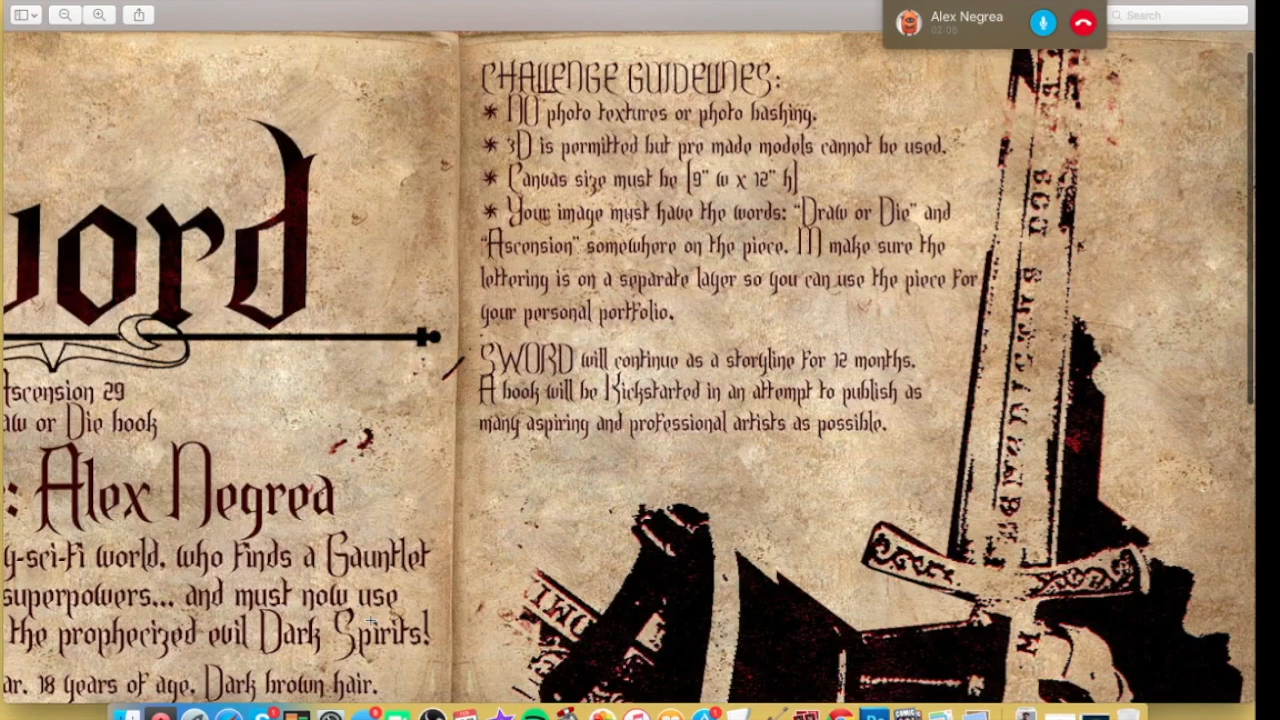 Alex Negrea
02:06
Search
word
Ascension 29
aw or Die book
: Alex Negrea
y-sci-fi world, who finds a Gauntlet
superpowers... and must now use
the prophecized evil Dark Spirits!
ar. 18 years of age. Dark brown hair.
CHALLENGE GUIDELINES:
* NO photo textures or photo bashing.
* 3D is permitted but pre made models cannot be used.
* Canvas size must be [9" w x 12" h]
* Your image must have the words: "Draw or Die" and
"Ascension" somewhere on the piece. !!! make sure the
lettering is on a separate layer so you can use the piece for
your personal portfolio.
SWORD will continue as a storyline for 12 months.
A book will be Kickstarted in an attempt to publish as
many aspiring and professional artists as possible.